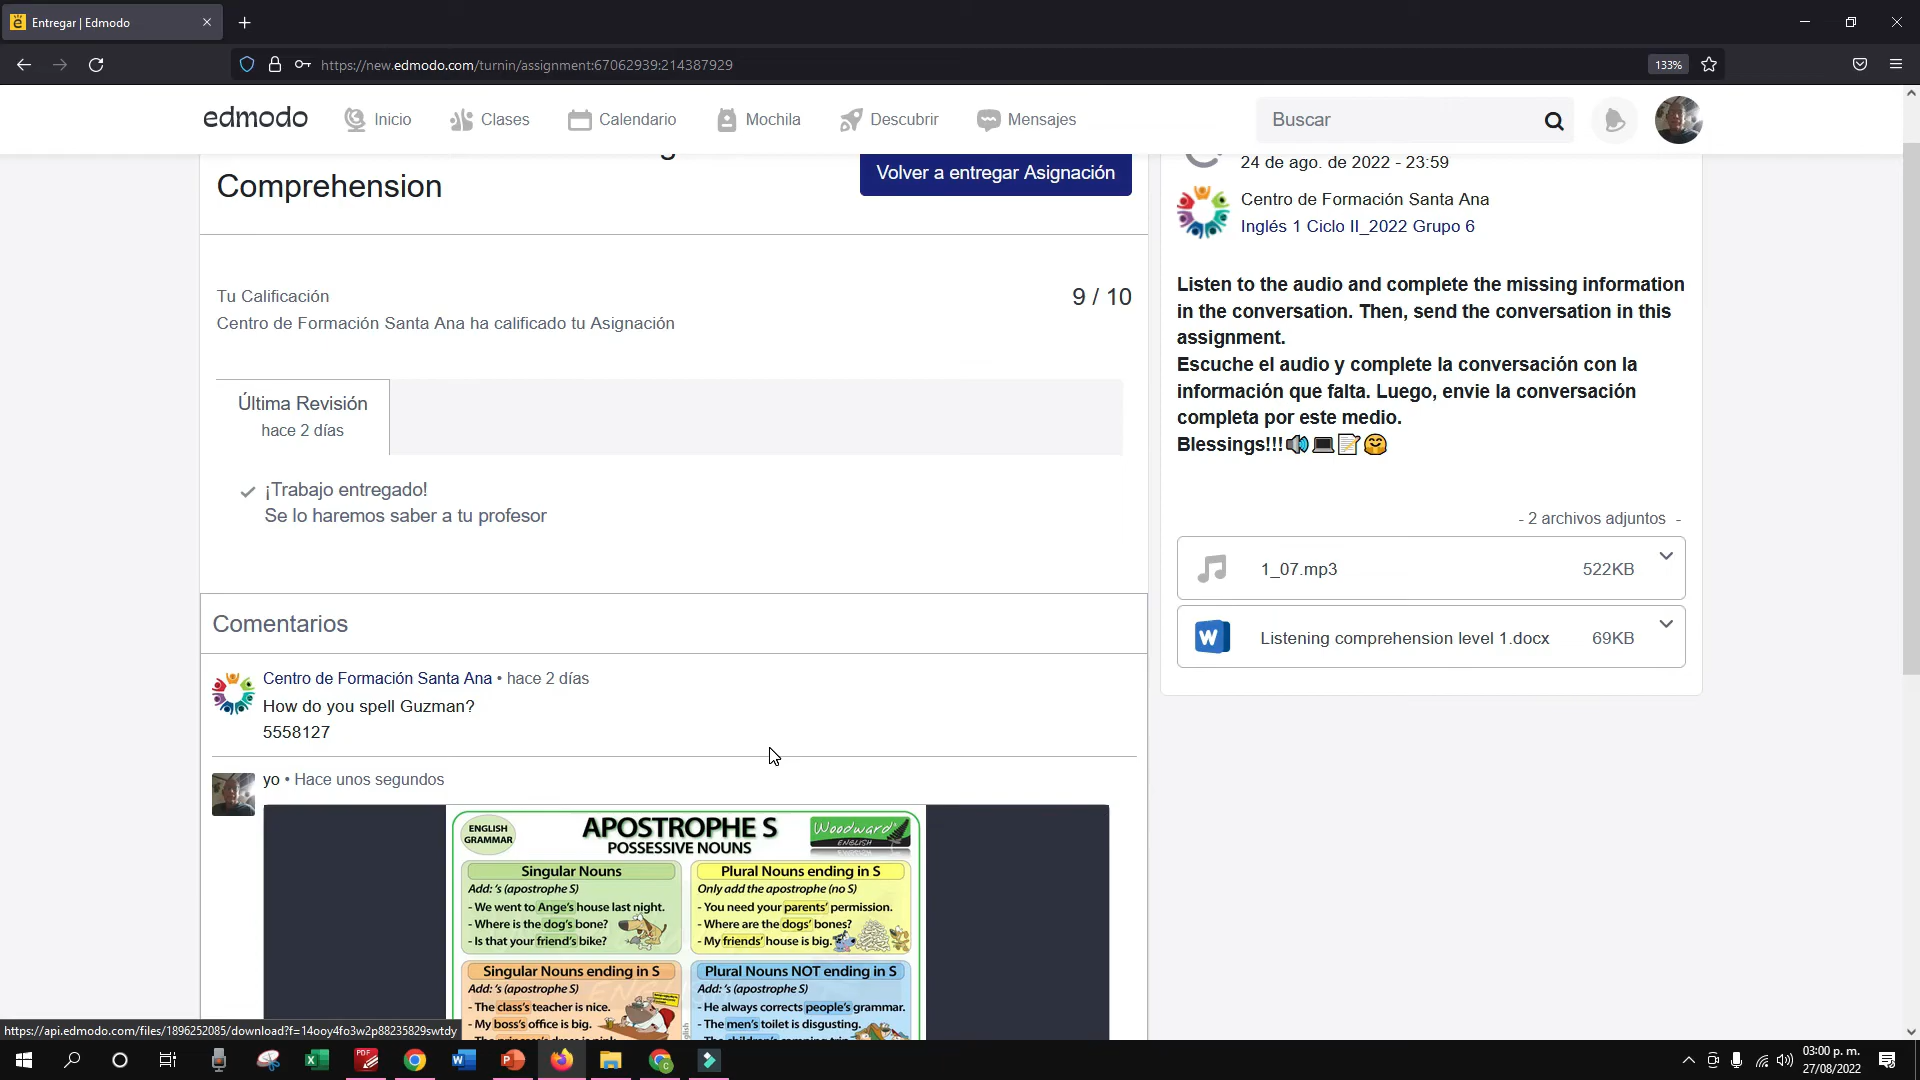 Entregar | Edmodo
https://new.edmodo.com/turnin/assignment:67062939:214387929
133%
edmodo
Inicio
Clases
Calendario
Mochila
Descubrir
Mensajes
Buscar
Comprehension
Volver a entregar Asignación
24 de ago. de 2022 - 23:59
Centro de Formación Santa Ana
Inglés 1 Ciclo II_2022 Grupo 6
Tu Calificación
9 / 10
Centro de Formación Santa Ana ha calificado tu Asignación
Última Revisión
hace 2 días
¡Trabajo entregado!
Se lo haremos saber a tu profesor
Listen to the audio and complete the missing information
in the conversation. Then, send the conversation in this
assignment.
Escuche el audio y complete la conversación con la
información que falta. Luego, envie la conversación
completa por este medio.
Blessings!!!🔊💻📝🤗
- 2 archivos adjuntos -
1_07.mp3
522KB
Listening comprehension level 1.docx
69KB
Comentarios
Centro de Formación Santa Ana • hace 2 días
How do you spell Guzman?
5558127
yo • Hace unos segundos
ENGLISH
GRAMMAR
APOSTROPHE S
POSSESSIVE NOUNS
Woodward
ENGLISH
Singular Nouns
Add: 's (apostrophe S)
- We went to Ange's house last night.
- Where is the dog's bone?
- Is that your friend's bike?
Plural Nouns ending in S
Only add the apostrophe (no S)
- You need your parents' permission.
- Where are the dogs' bones?
- My friends' house is big.
Singular Nouns ending in S
Add: 's (apostrophe S)
- The class's teacher is nice.
- My boss's office is big.
Plural Nouns NOT ending in S
Add: 's (apostrophe S)
- He always corrects people's grammar.
- The men's toilet is disgusting.
https://api.edmodo.com/files/1896252085/download?f=14ooy4fo3w2p88235829swtdy
03:00 p. m.
27/08/2022